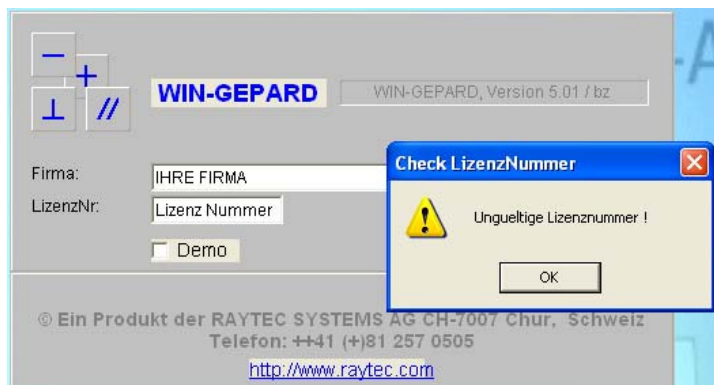 WIN-GEPARD
WIN-GEPARD, Version 5.01 / bz
Check LizenzNummer
Firma:
IHRE FIRMA
LizenzNr:
Lizenz Nummer
Ungueltige Lizenznummer !
Demo
OK
© Ein Produkt der RAYTEC SYSTEMS AG CH-7007 Chur, Schweiz
Telefon: ++41 (+)81 257 0505
http://www.raytec.com